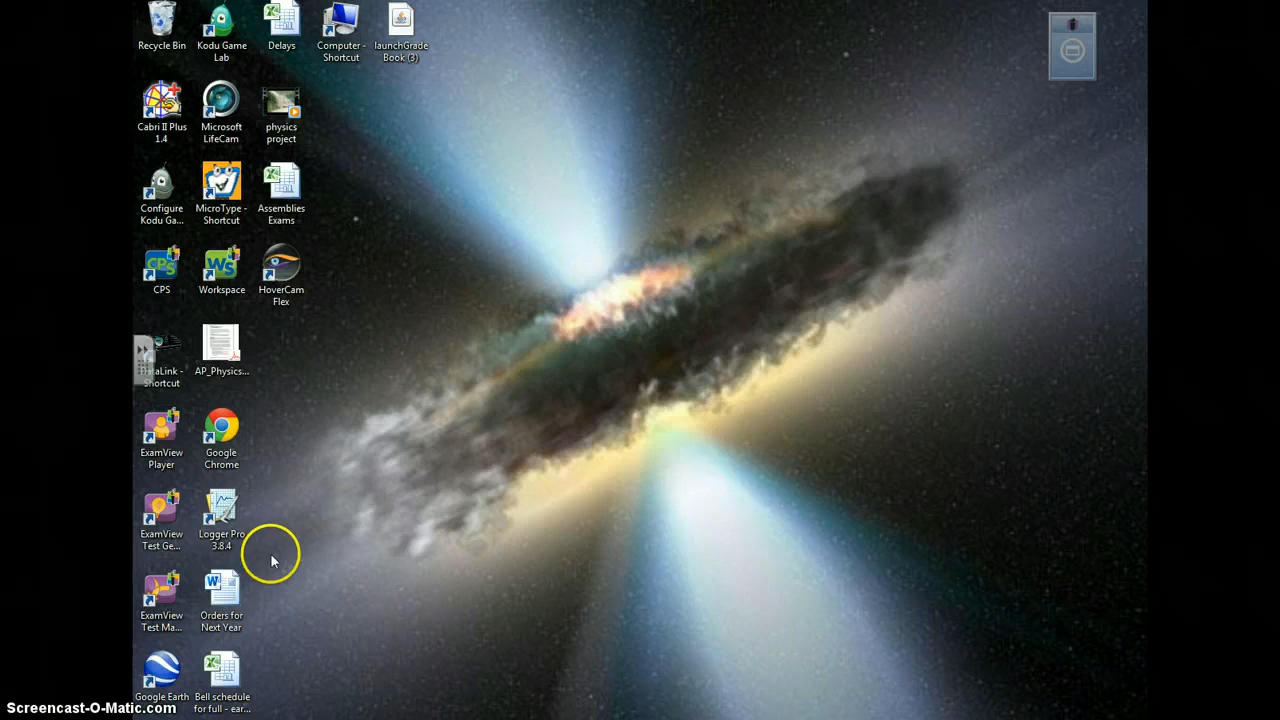 Recycle Bin
Kodu Game
Lab
Delays
Computer -
Shortcut
launchGrade
Book (3)
Cabri II Plus
1.4
Microsoft
LifeCam
physics
project
Configure
Kodu Ga...
MicroType -
Shortcut
Assemblies
Exams
CPS
CPS
WS
Workspace
HoverCam
Flex
DataLink -
Shortcut
AP_Physics...
ExamView
Player
Google
Chrome
ExamView
Test Ge...
Logger Pro
3.8.4
ExamView
Test Ma...
Orders for
Next Year
Google Earth
Bell schedule
for full - ear...
Screencast-O-Matic.com